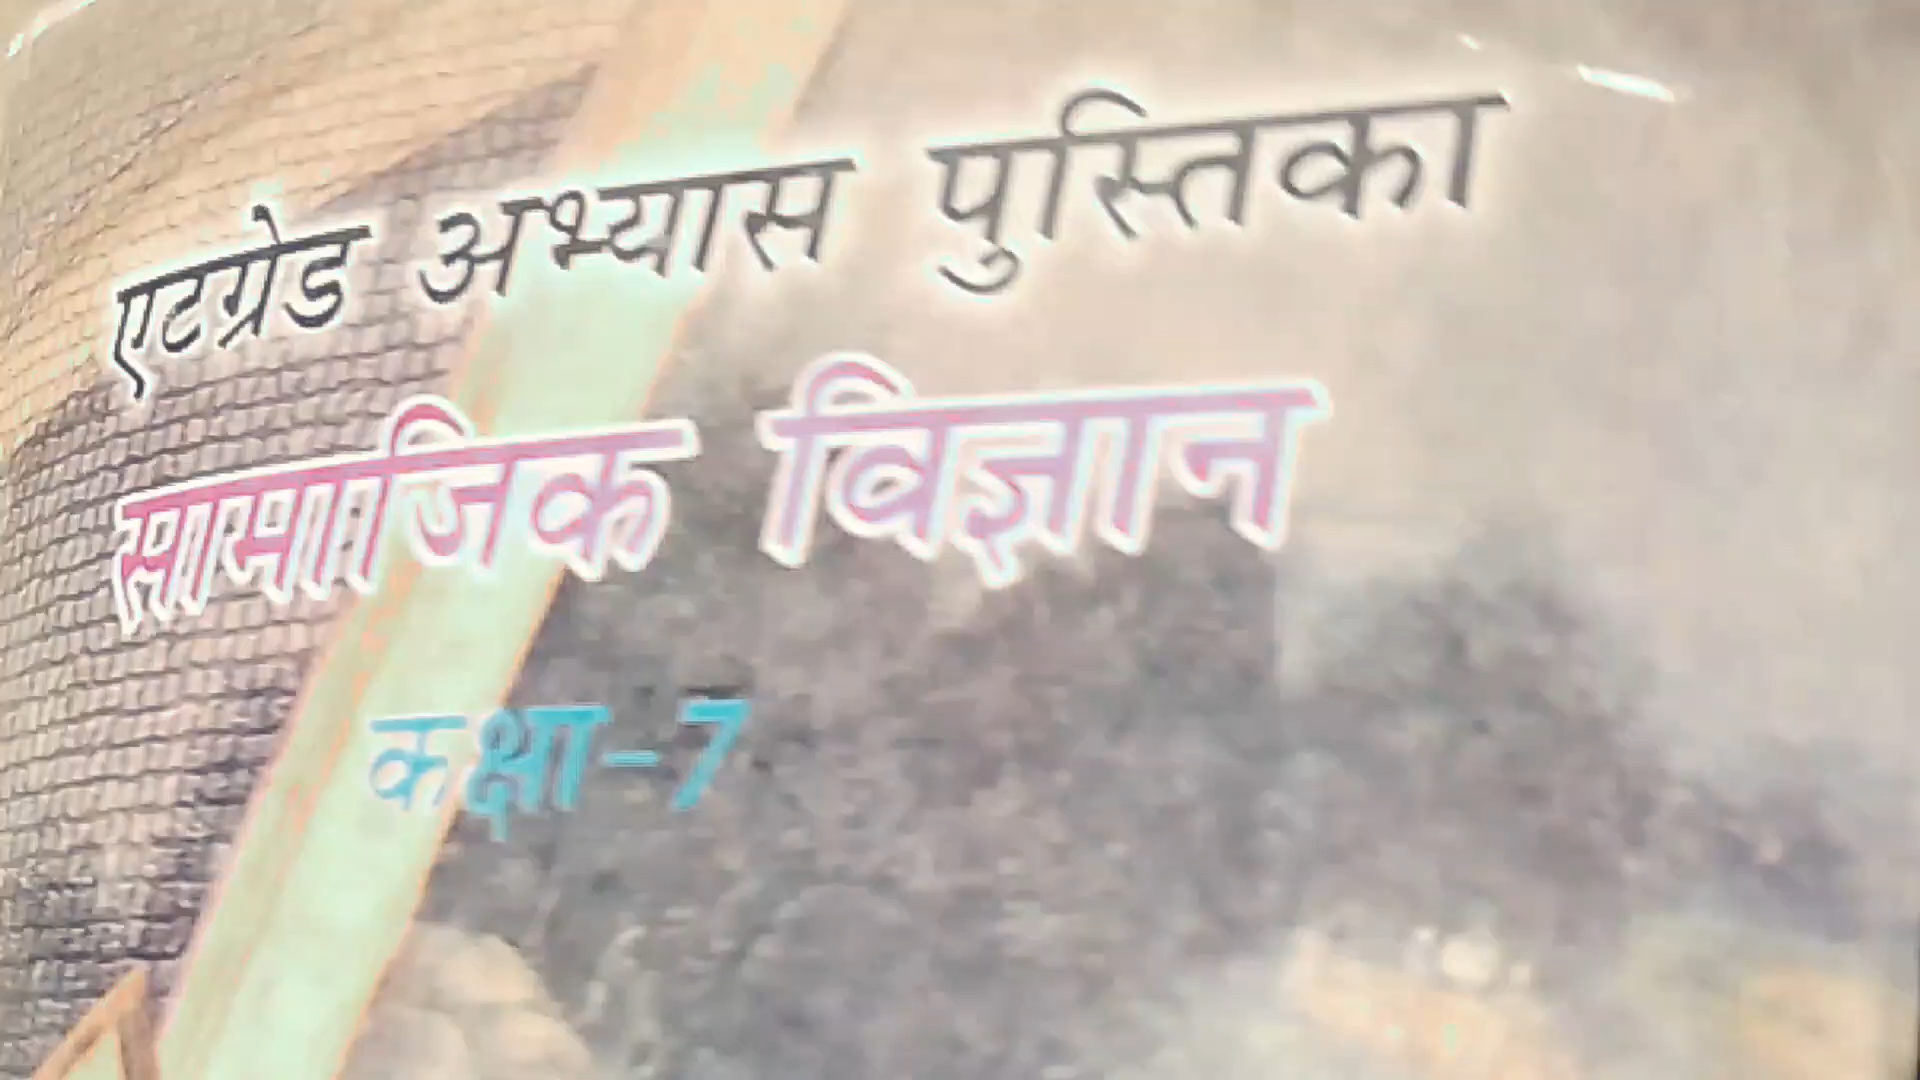 एटग्रेड अभ्यास पुस्तिका
सामाजिक विज्ञान
कक्षा-7